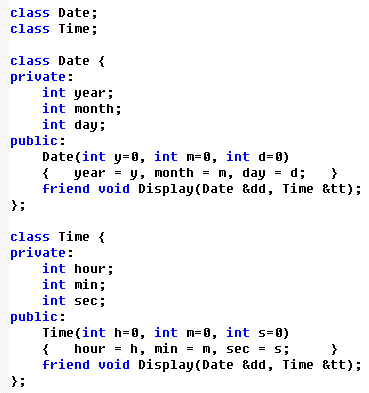 class Date;
class Time;
class Date {
private:
int year;
int month;
int day;
public:
Date(int y=0, int m=0, int d=0)
{ year = y, month = m, day = d; }
friend void Display(Date &dd, Time &tt);
};
class Time {
private:
int hour;
int min;
int sec;
public:
Time(int h=0, int m=0, int s=0)
{ hour = h, min = m, sec = s; }
friend void Display(Date &dd, Time &tt);
};